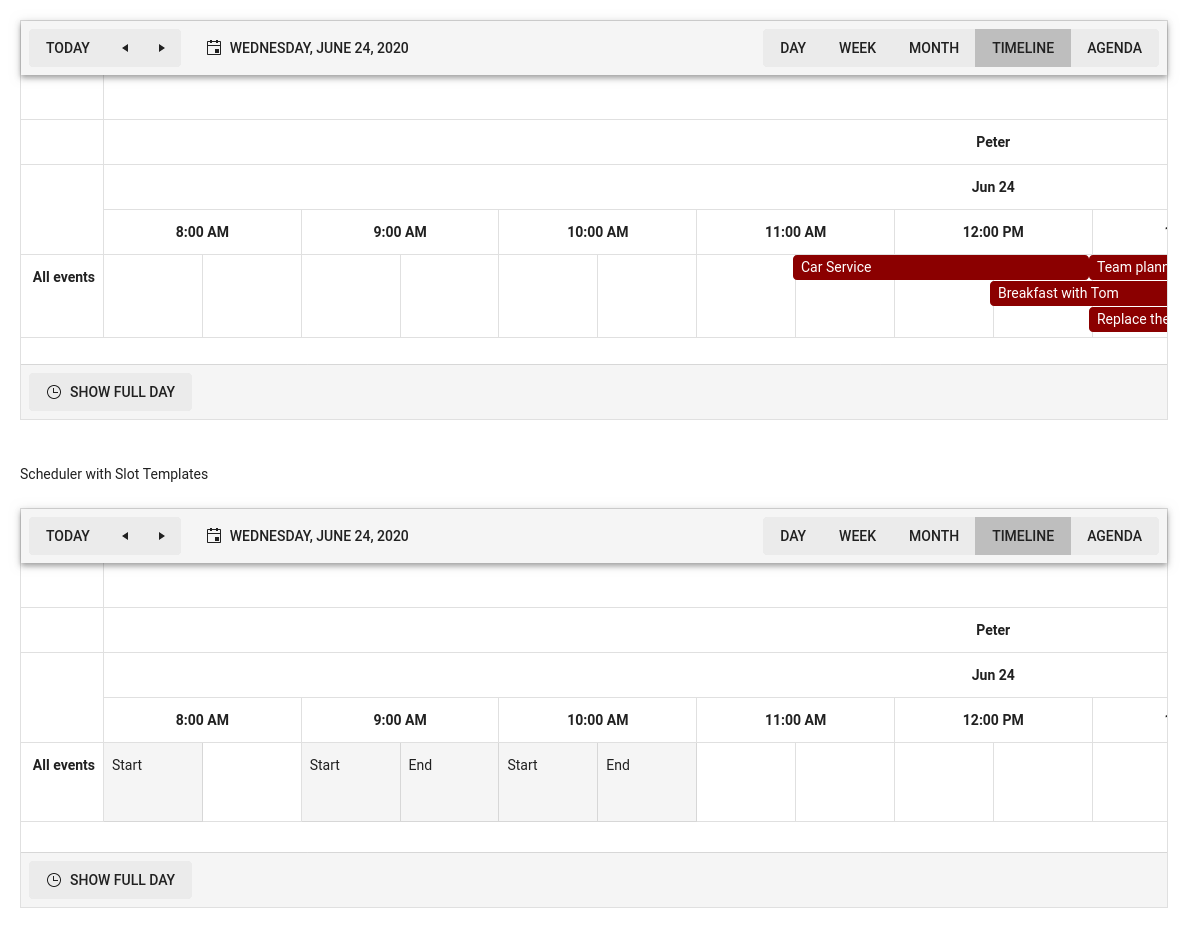 TODAY WEDNESDAY, JUNE 24, 2020 DAY WEEK MONTH TIMELINE AGENDA
Peter
Jun 24
8:00 AM 9:00 AM 10:00 AM 11:00 AM 12:00 PM
All events Car Service Team plann
Breakfast with Tom
Replace the
SHOW FULL DAY
Scheduler with Slot Templates
TODAY WEDNESDAY, JUNE 24, 2020 DAY WEEK MONTH TIMELINE AGENDA
Peter
Jun 24
8:00 AM 9:00 AM 10:00 AM 11:00 AM 12:00 PM
All events Start Start End Start End
SHOW FULL DAY